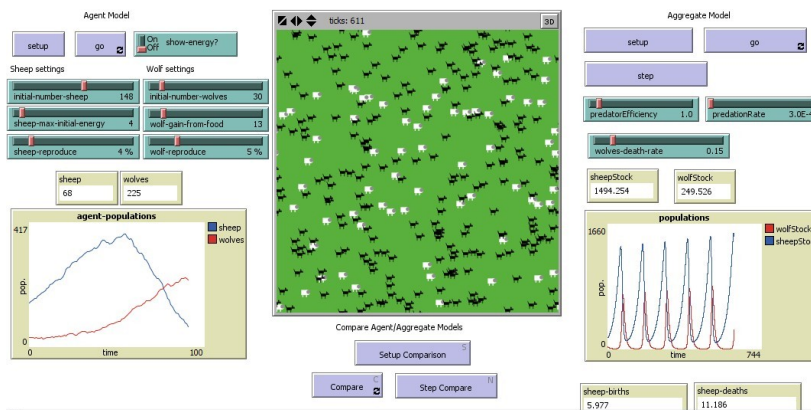 Agent Model
setup
go
On
Off
show-energy?
Sheep settings
Wolf settings
initial-number-sheep 148
initial-number-wolves 30
sheep-max-initial-energy 4
wolf-gain-from-food 13
sheep-reproduce 4 %
wolf-reproduce 5 %
sheep
68
wolves
225
agent-populations
417
pop.
0
0
time
100
sheep
wolves
ticks: 611
3D
Compare Agent/Aggregate Models
Setup Comparison
S
Compare
C
Step Compare
N
Aggregate Model
setup
go
step
predatorEfficiency 1.0
predationRate 3.0E-4
wolves-death-rate 0.15
sheepStock
1494.254
wolfStock
249.526
populations
1660
pop.
0
0
time
744
wolfStock
sheepSto
sheep-births
5.977
sheep-deaths
11.186